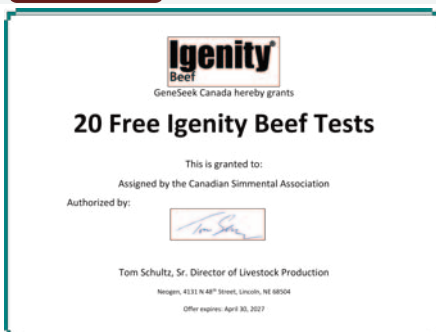 Igenity®
Beef
GeneSeek Canada hereby grants
20 Free Igenity Beef Tests
This is granted to:
Assigned by the Canadian Simmental Association
Authorized by:
Tom Schultz, Sr. Director of Livestock Production
Neogen, 4131 N 48th Street, Lincoln, NE 68504
Offer expires: April 30, 2027